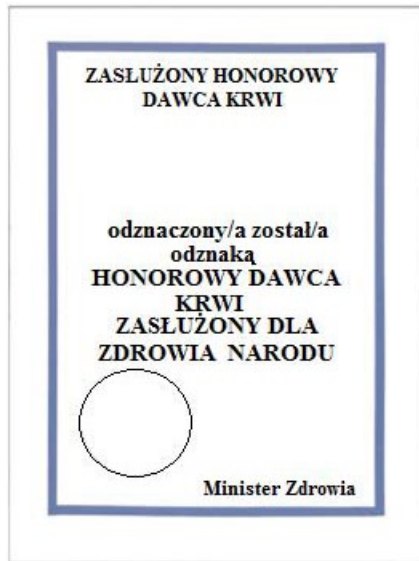 ZASŁUŻONY HONOROWY
DAWCA KRWI
odznaczony/a został/a
odznaką
HONOROWY DAWCA
KRWI
ZASŁUŻONY DLA
ZDROWIA NARODU
Minister Zdrowia